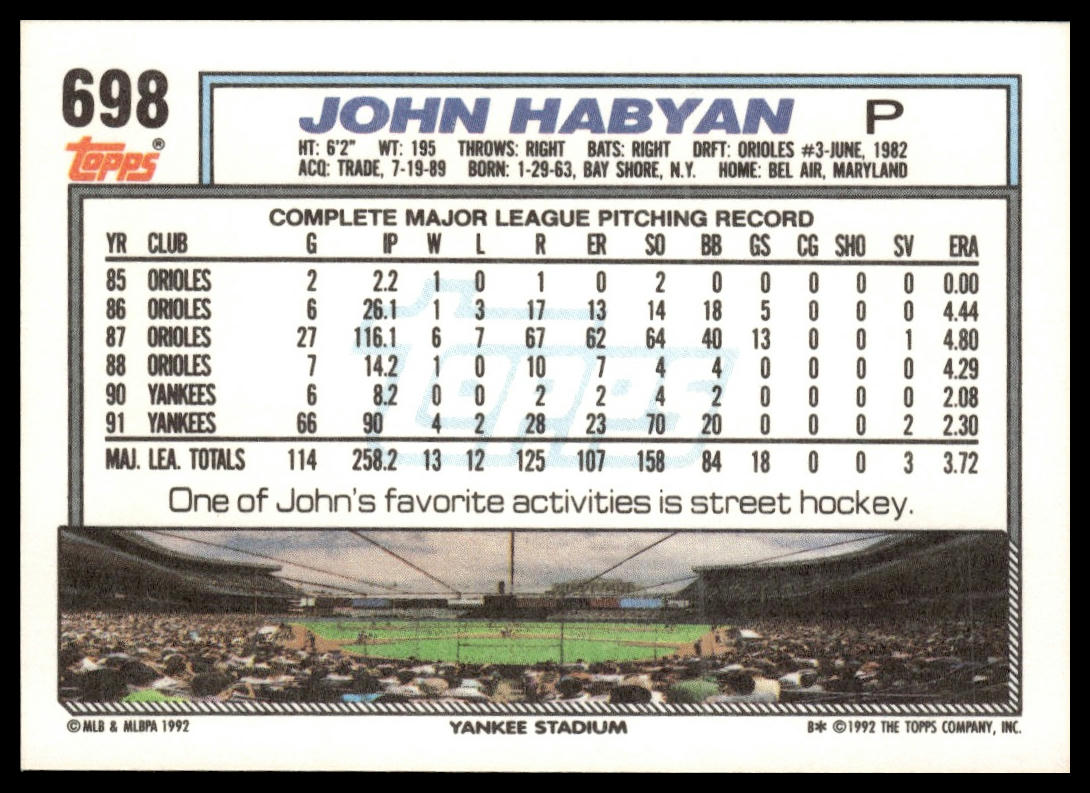 698
topps®
JOHN HABYAN P
HT: 6'2" WT: 195 THROWS: RIGHT BATS: RIGHT DRFT: ORIOLES #3-JUNE, 1982
ACQ: TRADE, 7-19-89 BORN: 1-29-63, BAY SHORE, N.Y. HOME: BEL AIR, MARYLAND
COMPLETE MAJOR LEAGUE PITCHING RECORD
YR CLUB G IP W L R ER SO BB GS CG SHO SV ERA
85 ORIOLES 2 2.2 1 0 1 0 2 0 0 0 0 0 0.00
86 ORIOLES 6 26.1 1 3 17 13 14 18 5 0 0 0 4.44
87 ORIOLES 27 116.1 6 7 67 62 64 40 13 0 0 1 4.80
88 ORIOLES 7 14.2 1 0 10 7 4 4 0 0 0 0 4.29
90 YANKEES 6 8.2 0 0 2 2 4 2 0 0 0 0 2.08
91 YANKEES 66 90 4 2 28 23 70 20 0 0 0 2 2.30
MAJ. LEA. TOTALS 114 258.2 13 12 125 107 158 84 18 0 0 3 3.72
One of John's favorite activities is street hockey.
©MLB & MLBPA 1992 YANKEE STADIUM B* ©1992 THE TOPPS COMPANY, INC.